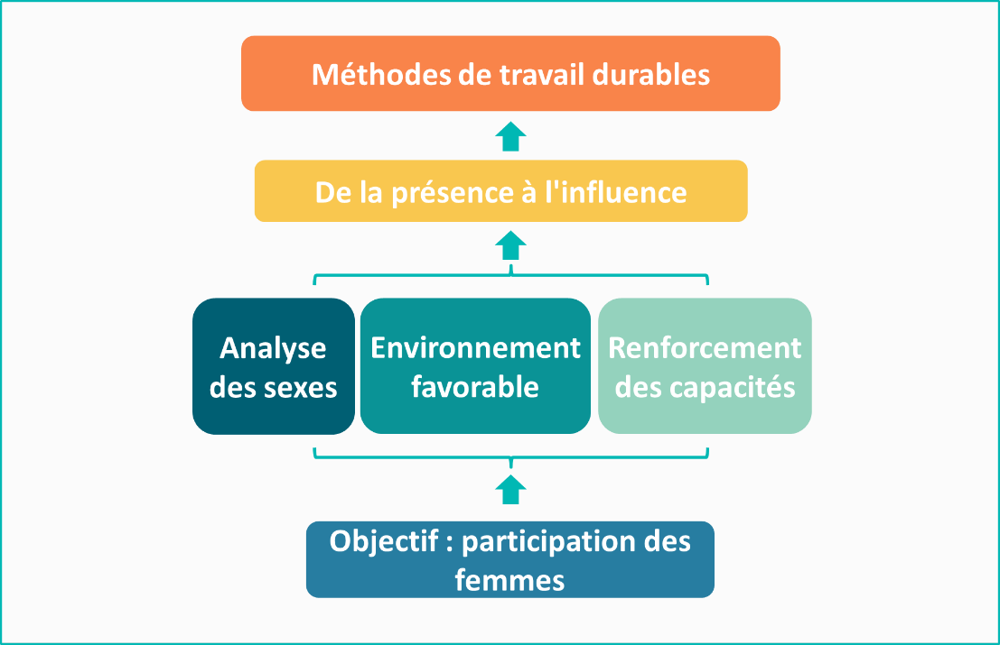 Méthodes de travail durables
De la présence à l'influence
Analyse
des sexes
Environnement
favorable
Renforcement
des capacités
Objectif : participation des
femmes